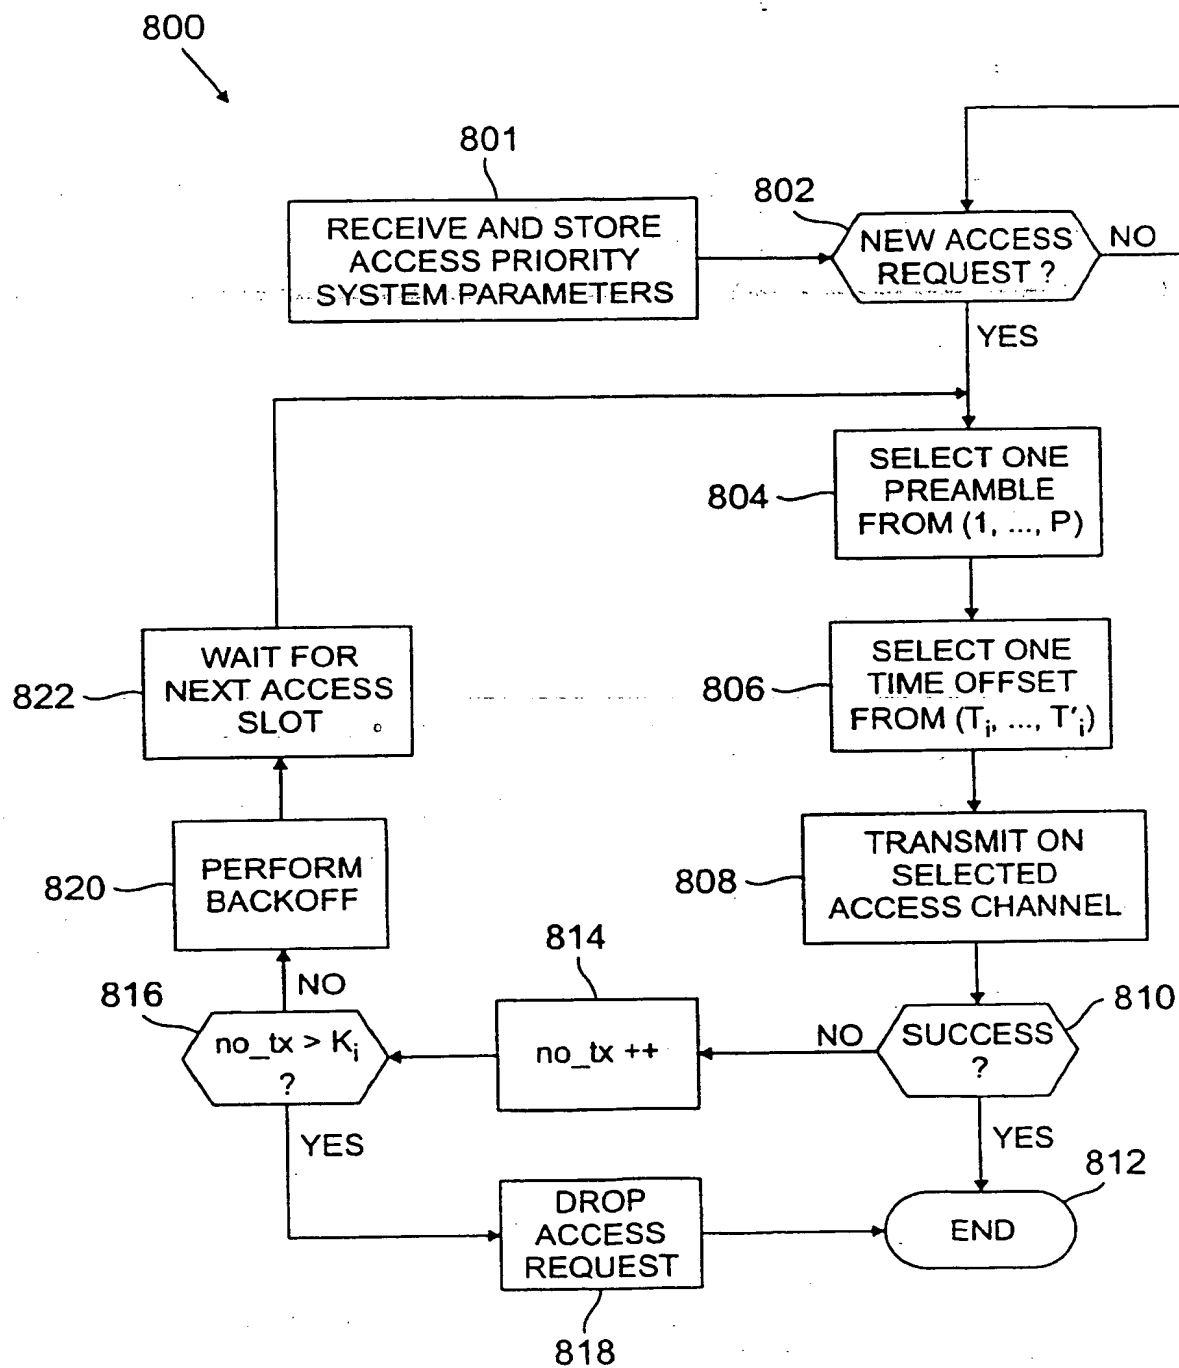 800
801
RECEIVE AND STORE
ACCESS PRIORITY
SYSTEM PARAMETERS
802
NEW ACCESS
REQUEST ?
NO
YES
804
SELECT ONE
PREAMBLE
FROM (1, ..., P)
806
SELECT ONE
TIME OFFSET
FROM (Tᵢ, ..., T'ᵢ)
808
TRANSMIT ON
SELECTED
ACCESS CHANNEL
810
SUCCESS
?
NO
YES
812
END
814
no_tx ++
816
no_tx > Kᵢ
?
NO
YES
818
DROP
ACCESS
REQUEST
820
PERFORM
BACKOFF
822
WAIT FOR
NEXT ACCESS
SLOT